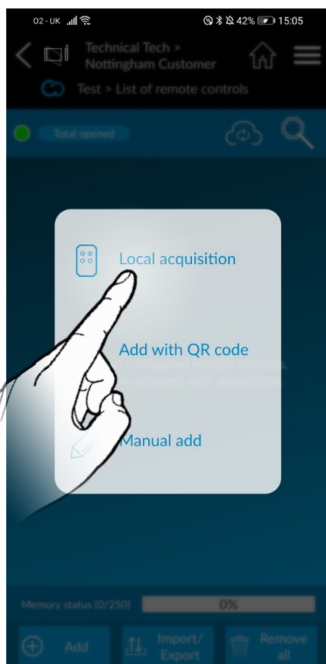 O2 - UK 42% 15:05
Technical Tech >
Nottingham Customer
Test > List of remote controls
Total opened
Local acquisition
Add with QR code
Manual add
Memory status (0/250) 0%
Add Import/ Remove
Export all